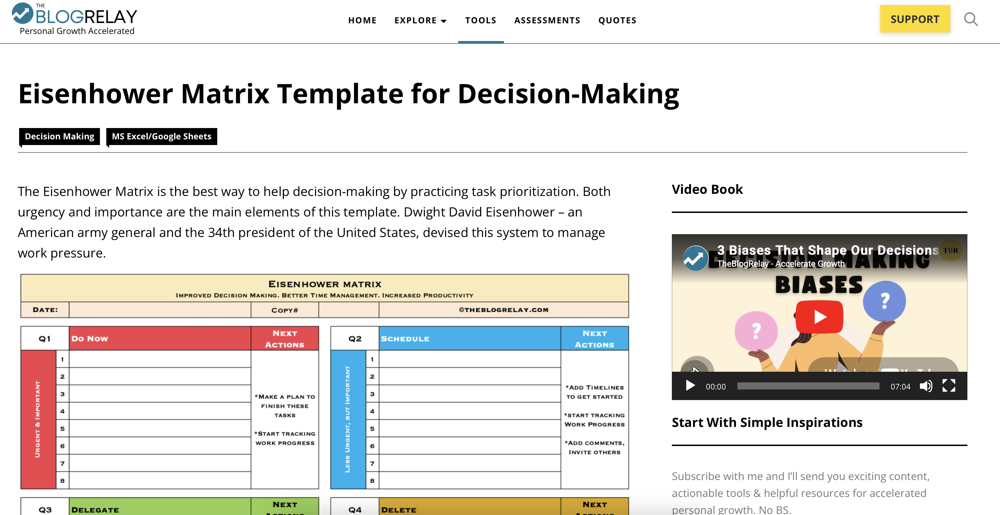 THE
BLOGRELAY
Personal Growth Accelerated
HOME EXPLORE TOOLS ASSESSMENTS QUOTES
SUPPORT
Eisenhower Matrix Template for Decision-Making
Decision Making MS Excel/Google Sheets
The Eisenhower Matrix is the best way to help decision-making by practicing task prioritization. Both
urgency and importance are the main elements of this template. Dwight David Eisenhower – an
American army general and the 34th president of the United States, devised this system to manage
work pressure.
EISENHOWER MATRIX
IMPROVED DECISION MAKING. BETTER TIME MANAGEMENT. INCREASED PRODUCTIVITY
DATE: COPY# ©THEBLOGRELAY.COM
Q1 DO NOW NEXT
ACTIONS
URGENT & IMPORTANT
1
2
3
4
5
6
7
8
*MAKE A PLAN TO
FINISH THESE
TASKS
*START TRACKING
WORK PROGRESS
Q2 SCHEDULE NEXT
ACTIONS
LESS URGENT, BUT IMPORTANT
1
2
3
4
5
6
7
8
*ADD TIMELINES
TO GET STARTED
*START TRACKING
WORK PROGRESS
*ADD COMMENTS,
INVITE OTHERS
Q3 DELEGATE NEXT
ACTIONS
Q4 DELETE NEXT
ACTIONS
Video Book
3 Biases That Shape Our Decisions
TheBlogRelay - Accelerate Growth
TBR
DECISION MAKING
BIASES
?
?
Watch on YouTube
00:00 07:04
Start With Simple Inspirations
Subscribe with me and I’ll send you exciting content,
actionable tools & helpful resources for accelerated
personal growth. No BS.